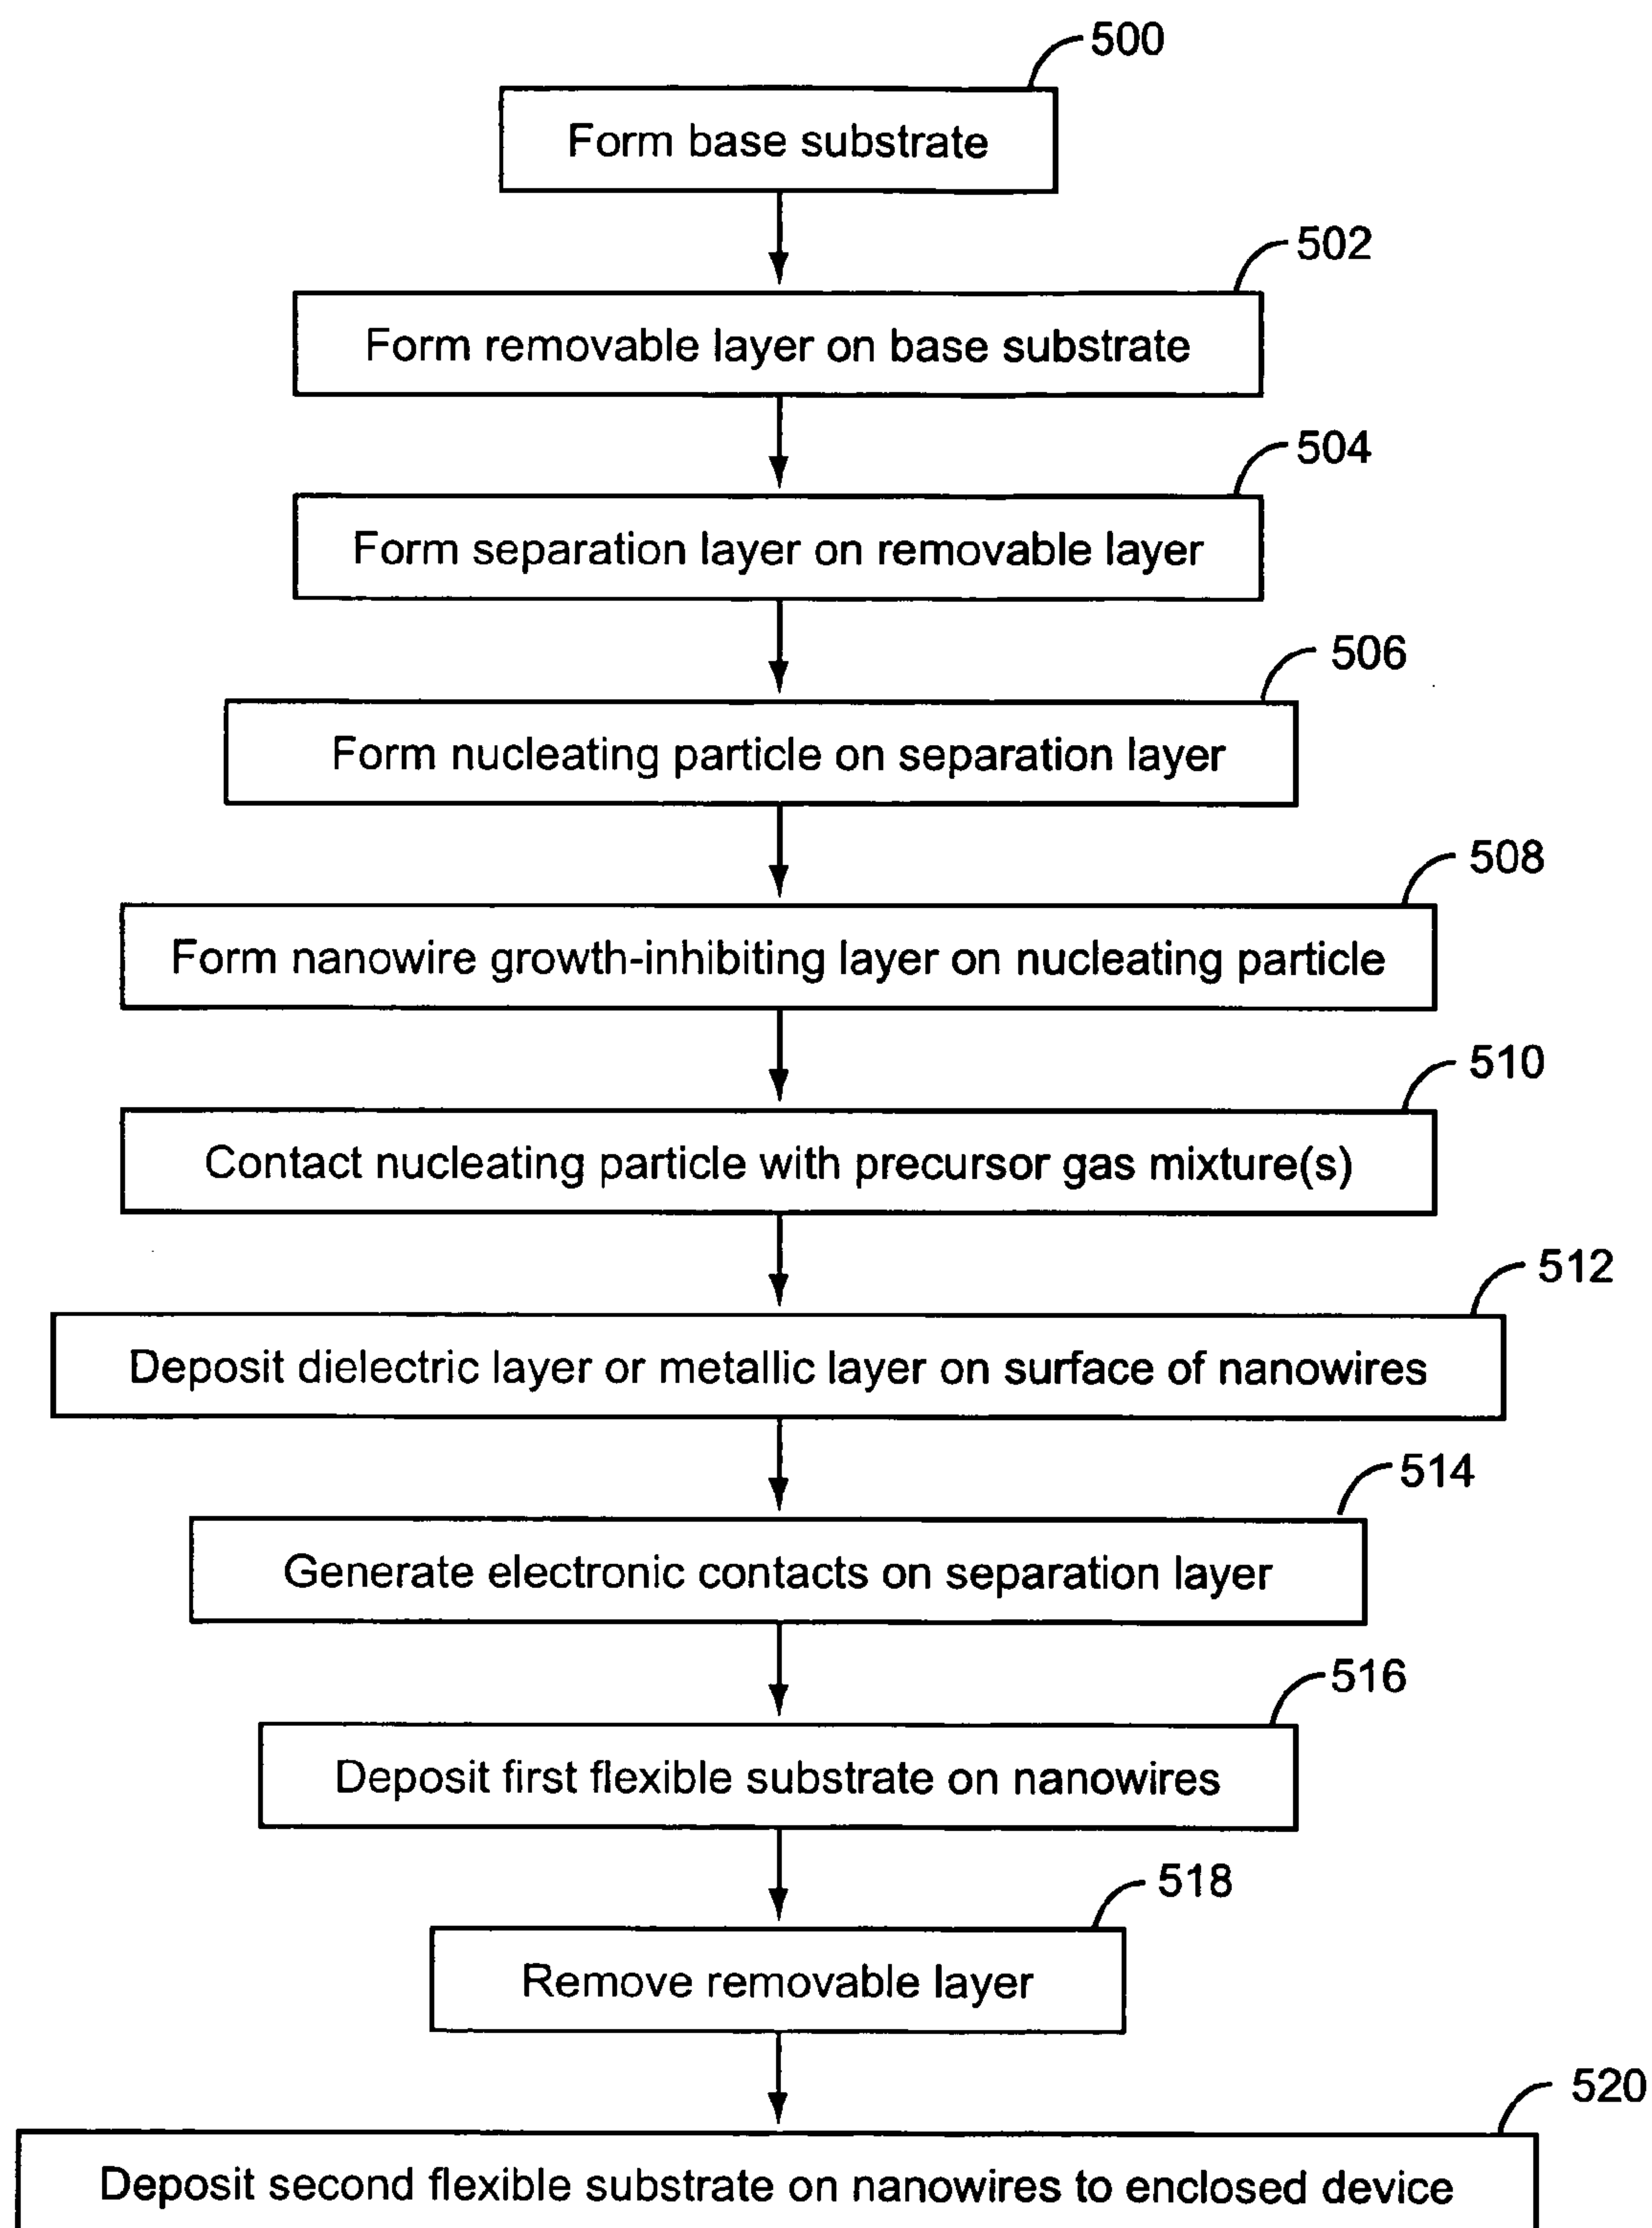 500
Form base substrate
502
Form removable layer on base substrate
504
Form separation layer on removable layer
506
Form nucleating particle on separation layer
508
Form nanowire growth-inhibiting layer on nucleating particle
510
Contact nucleating particle with precursor gas mixture(s)
512
Deposit dielectric layer or metallic layer on surface of nanowires
514
Generate electronic contacts on separation layer
516
Deposit first flexible substrate on nanowires
518
Remove removable layer
520
Deposit second flexible substrate on nanowires to enclosed device